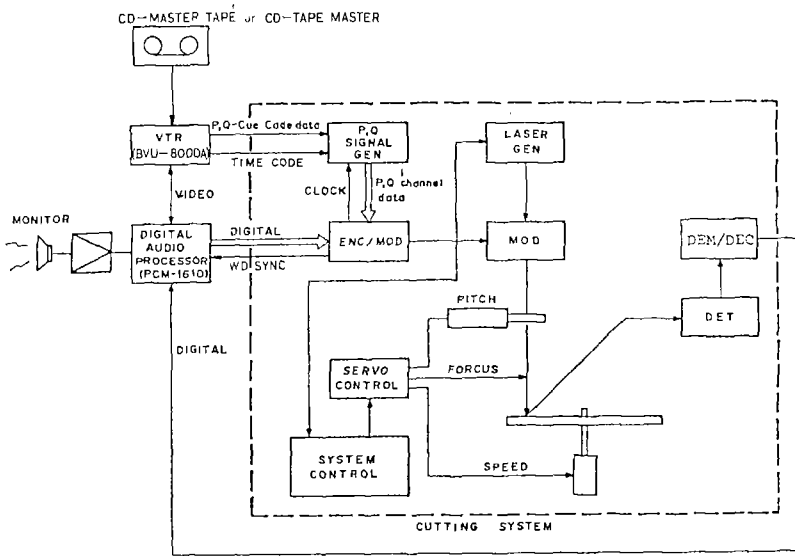 CD-MASTER TAPE or CD-TAPE MASTER
VTR
(BVU-800DA)
P,Q-Cue Code data
TIME CODE
P,Q
SIGNAL
GEN
LASER
GEN
VIDEO
CLOCK
P,Q channel
data
MONITOR
DIGITAL
AUDIO
PROCESSOR
(PCM-1610)
DIGITAL
WD SYNC
ENC/MOD
MOD
DEM/DEC
PITCH
DET
DIGITAL
SERVO
CONTROL
FORCUS
SYSTEM
CONTROL
SPEED
CUTTING SYSTEM